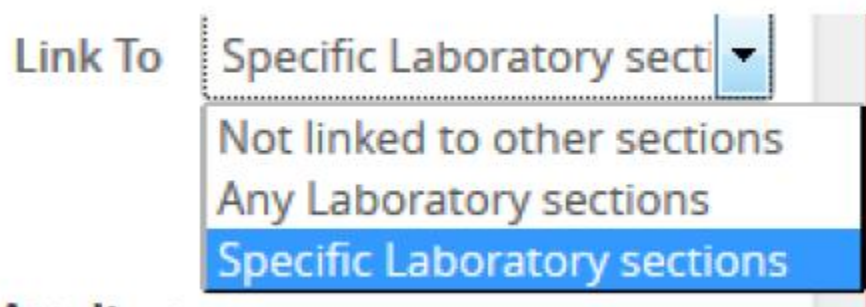 Link To Specific Laboratory secti
Not linked to other sections
Any Laboratory sections
Specific Laboratory sections